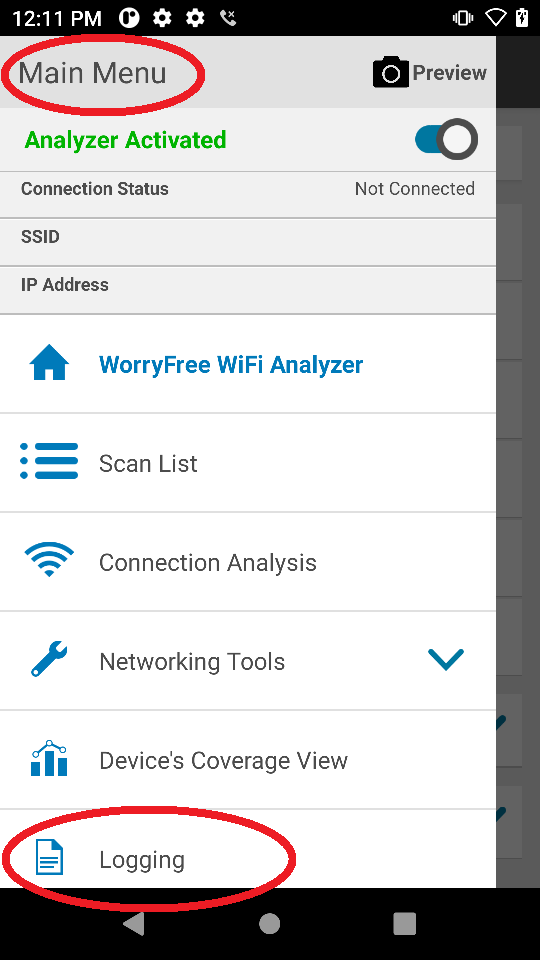 12:11 PM
Main Menu
Preview
Analyzer Activated
Connection Status
Not Connected
SSID
IP Address
WorryFree WiFi Analyzer
Scan List
Connection Analysis
Networking Tools
Device's Coverage View
Logging